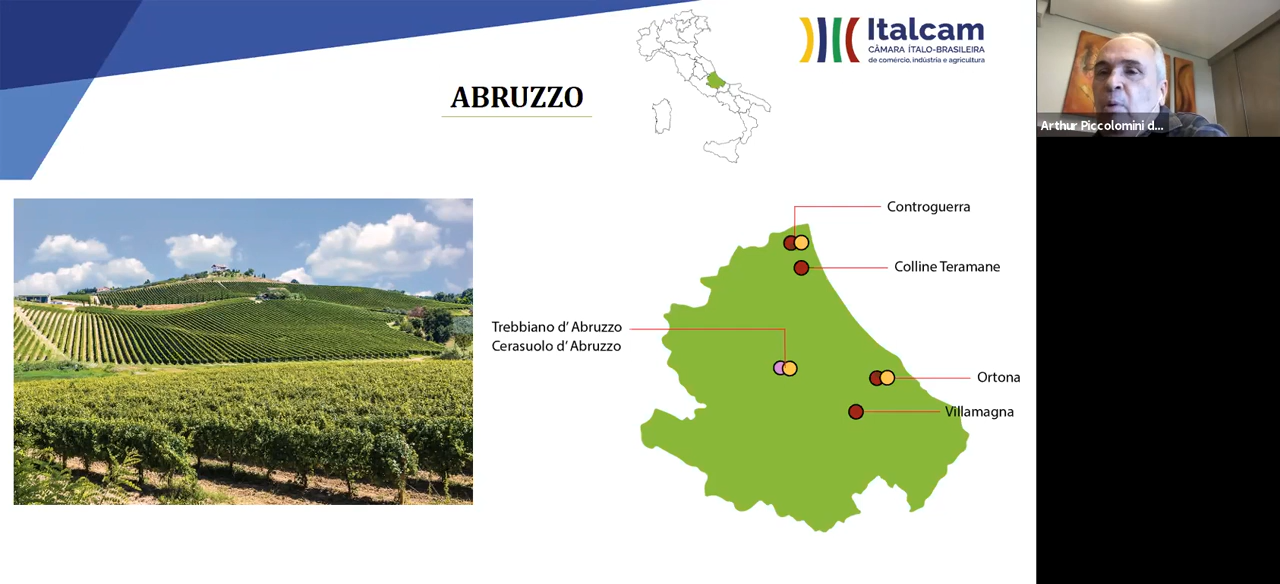 Italcam
CÂMARA ÍTALO-BRASILEIRA
de comércio, indústria e agricultura
ABRUZZO
Arthur Piccolomini d...
Controguerra
Colline Teramane
Trebbiano d' Abruzzo
Cerasuolo d' Abruzzo
Ortona
Villamagna